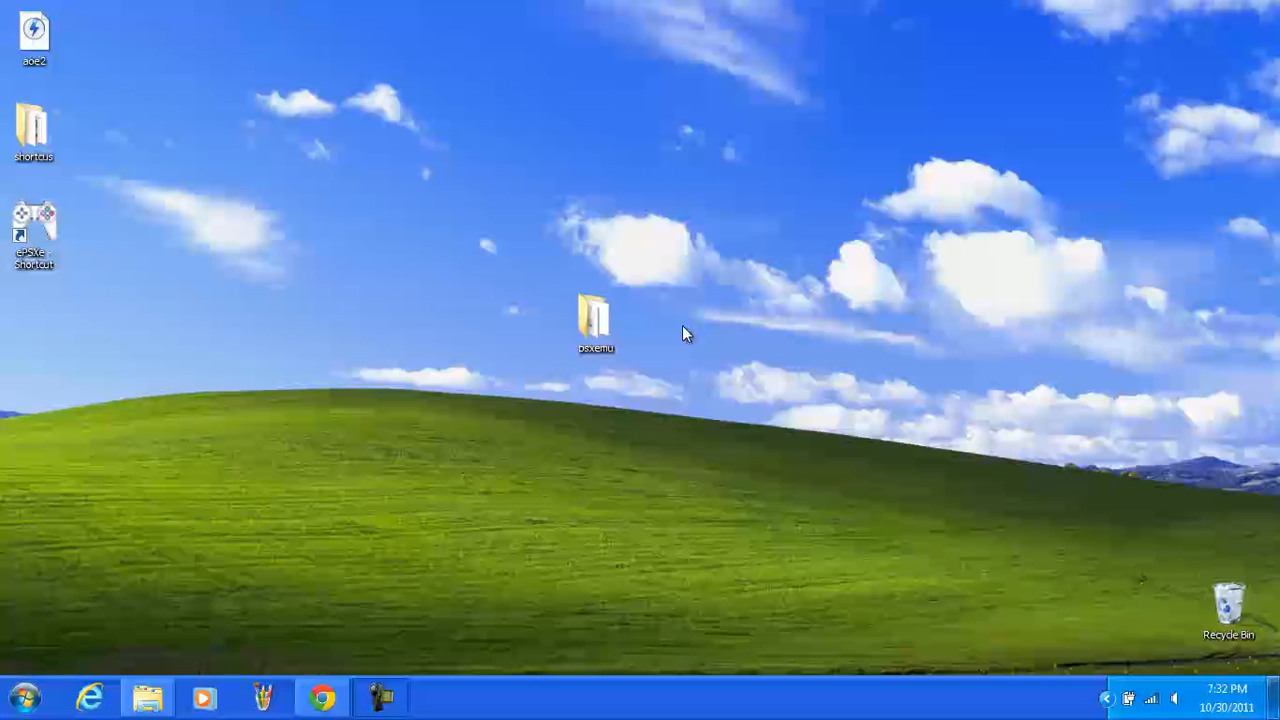 aoe2
shortcus
ePSXe -
Shortcut
psxemu
Recycle Bin
7:32 PM
10/30/2011